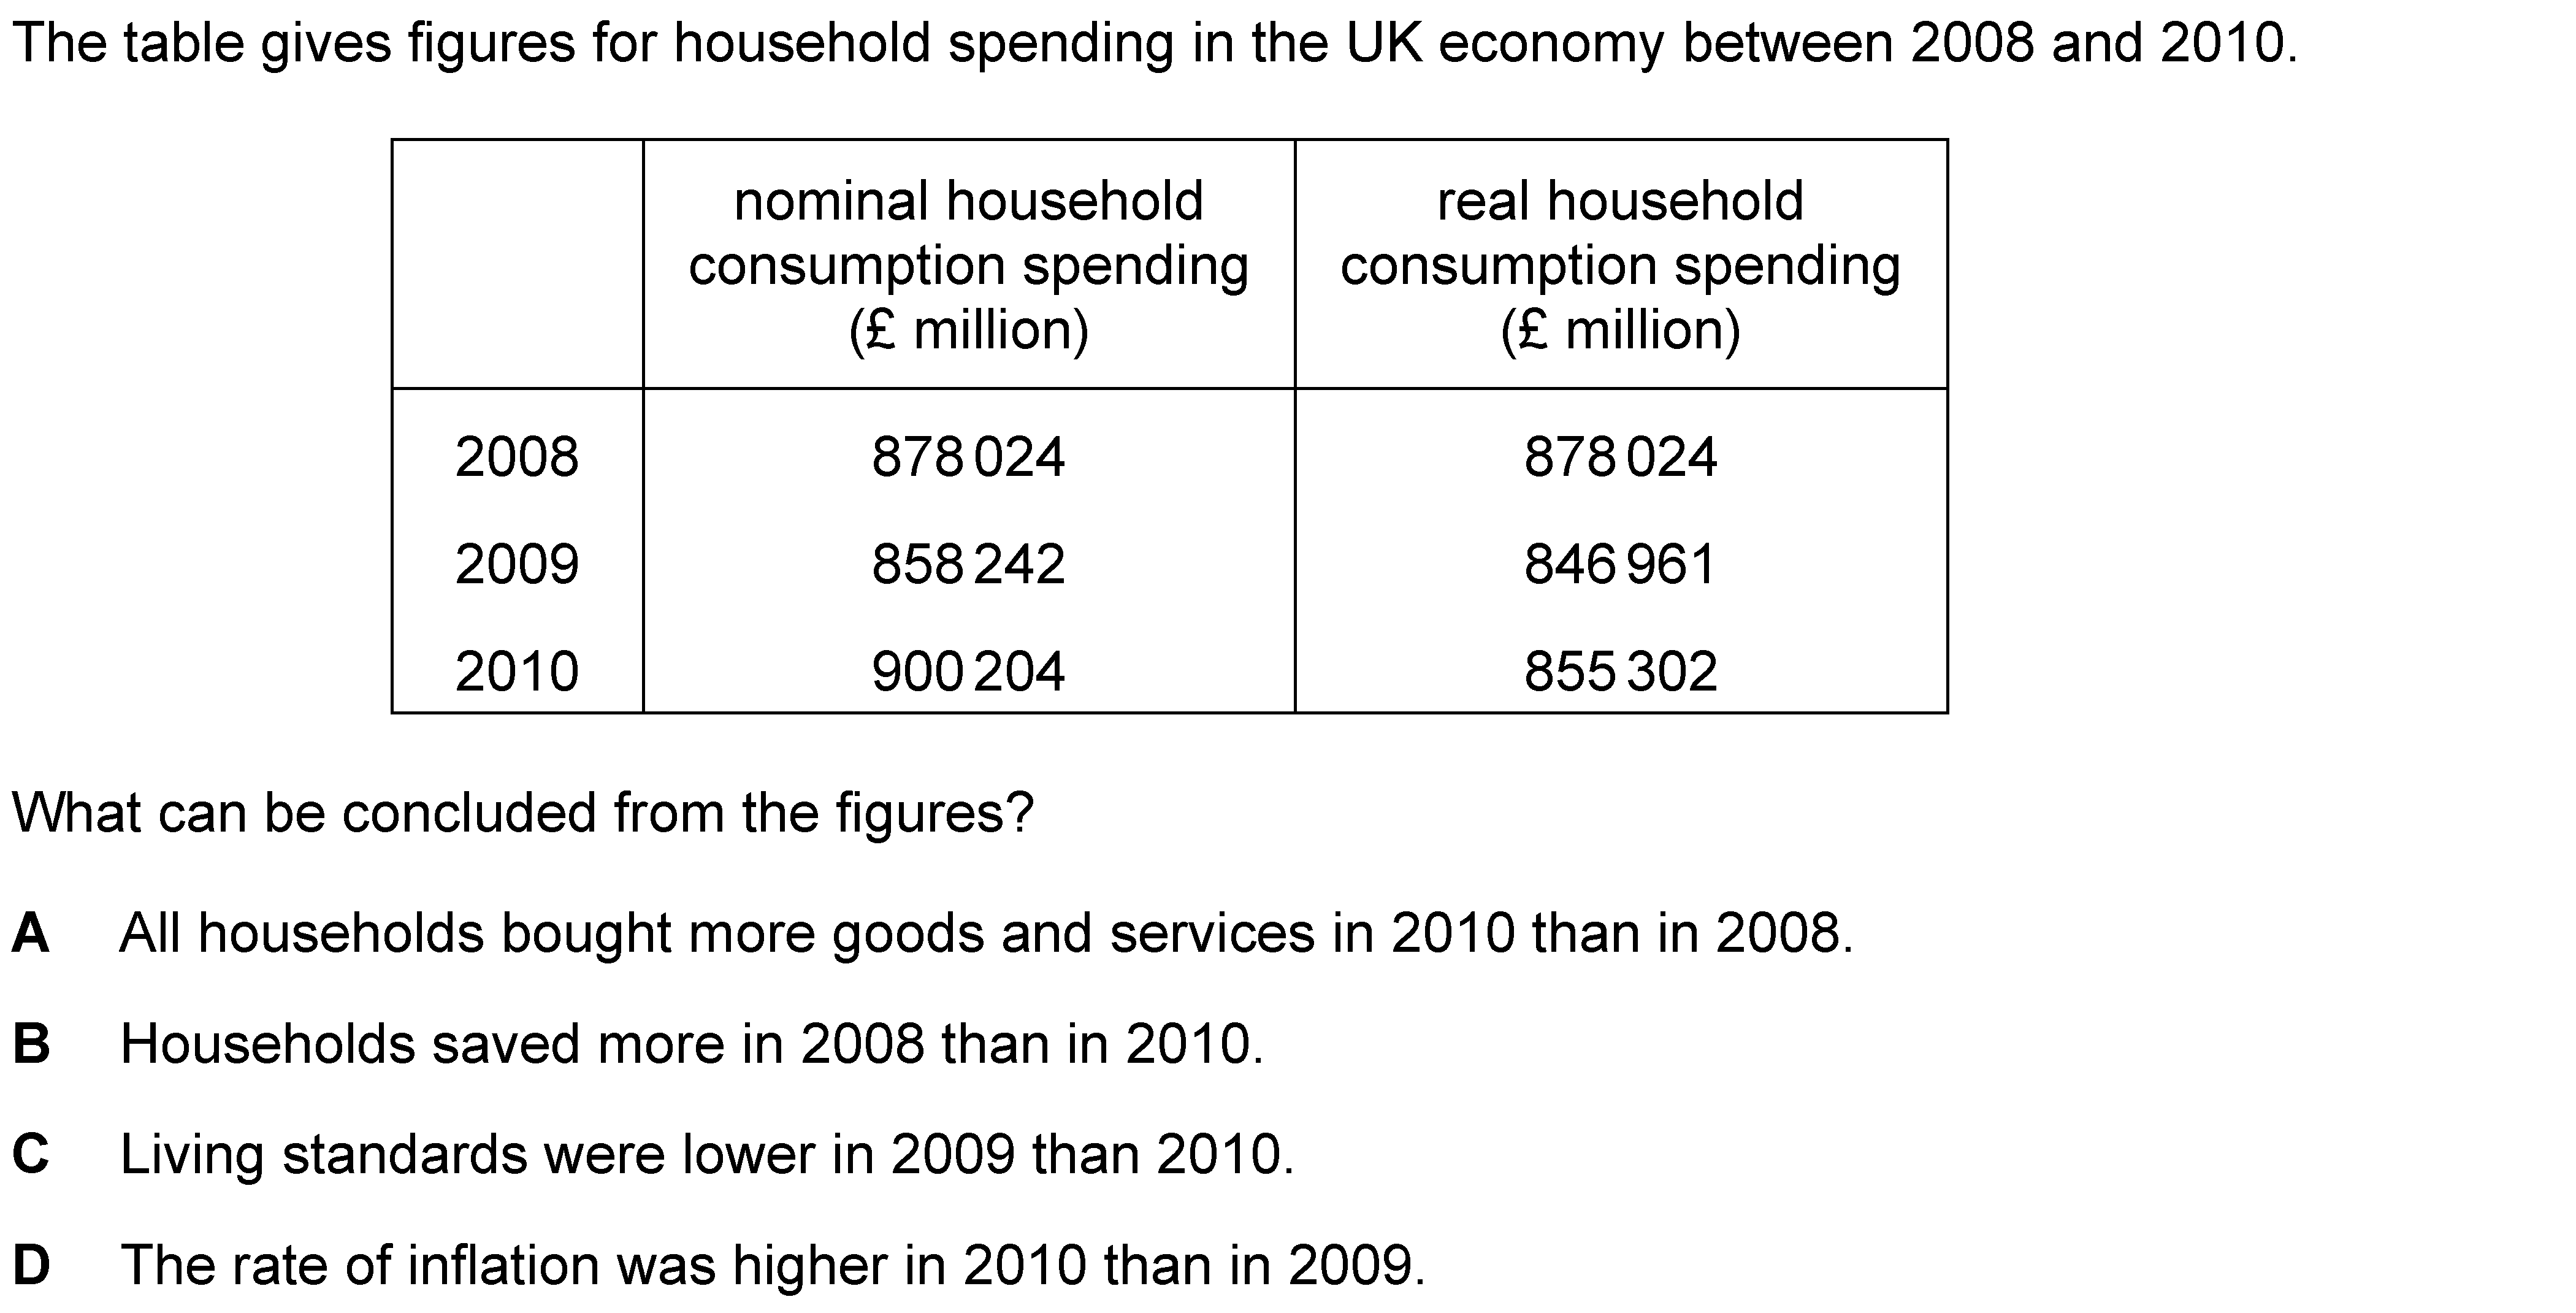 The table gives figures for household spending in the UK economy between 2008 and 2010.
nominal household
consumption spending
(£ million)
real household
consumption spending
(£ million)
2008 878 024 878 024
2009 858 242 846 961
2010 900 204 855 302
What can be concluded from the figures?
A All households bought more goods and services in 2010 than in 2008.
B Households saved more in 2008 than in 2010.
C Living standards were lower in 2009 than 2010.
D The rate of inflation was higher in 2010 than in 2009.